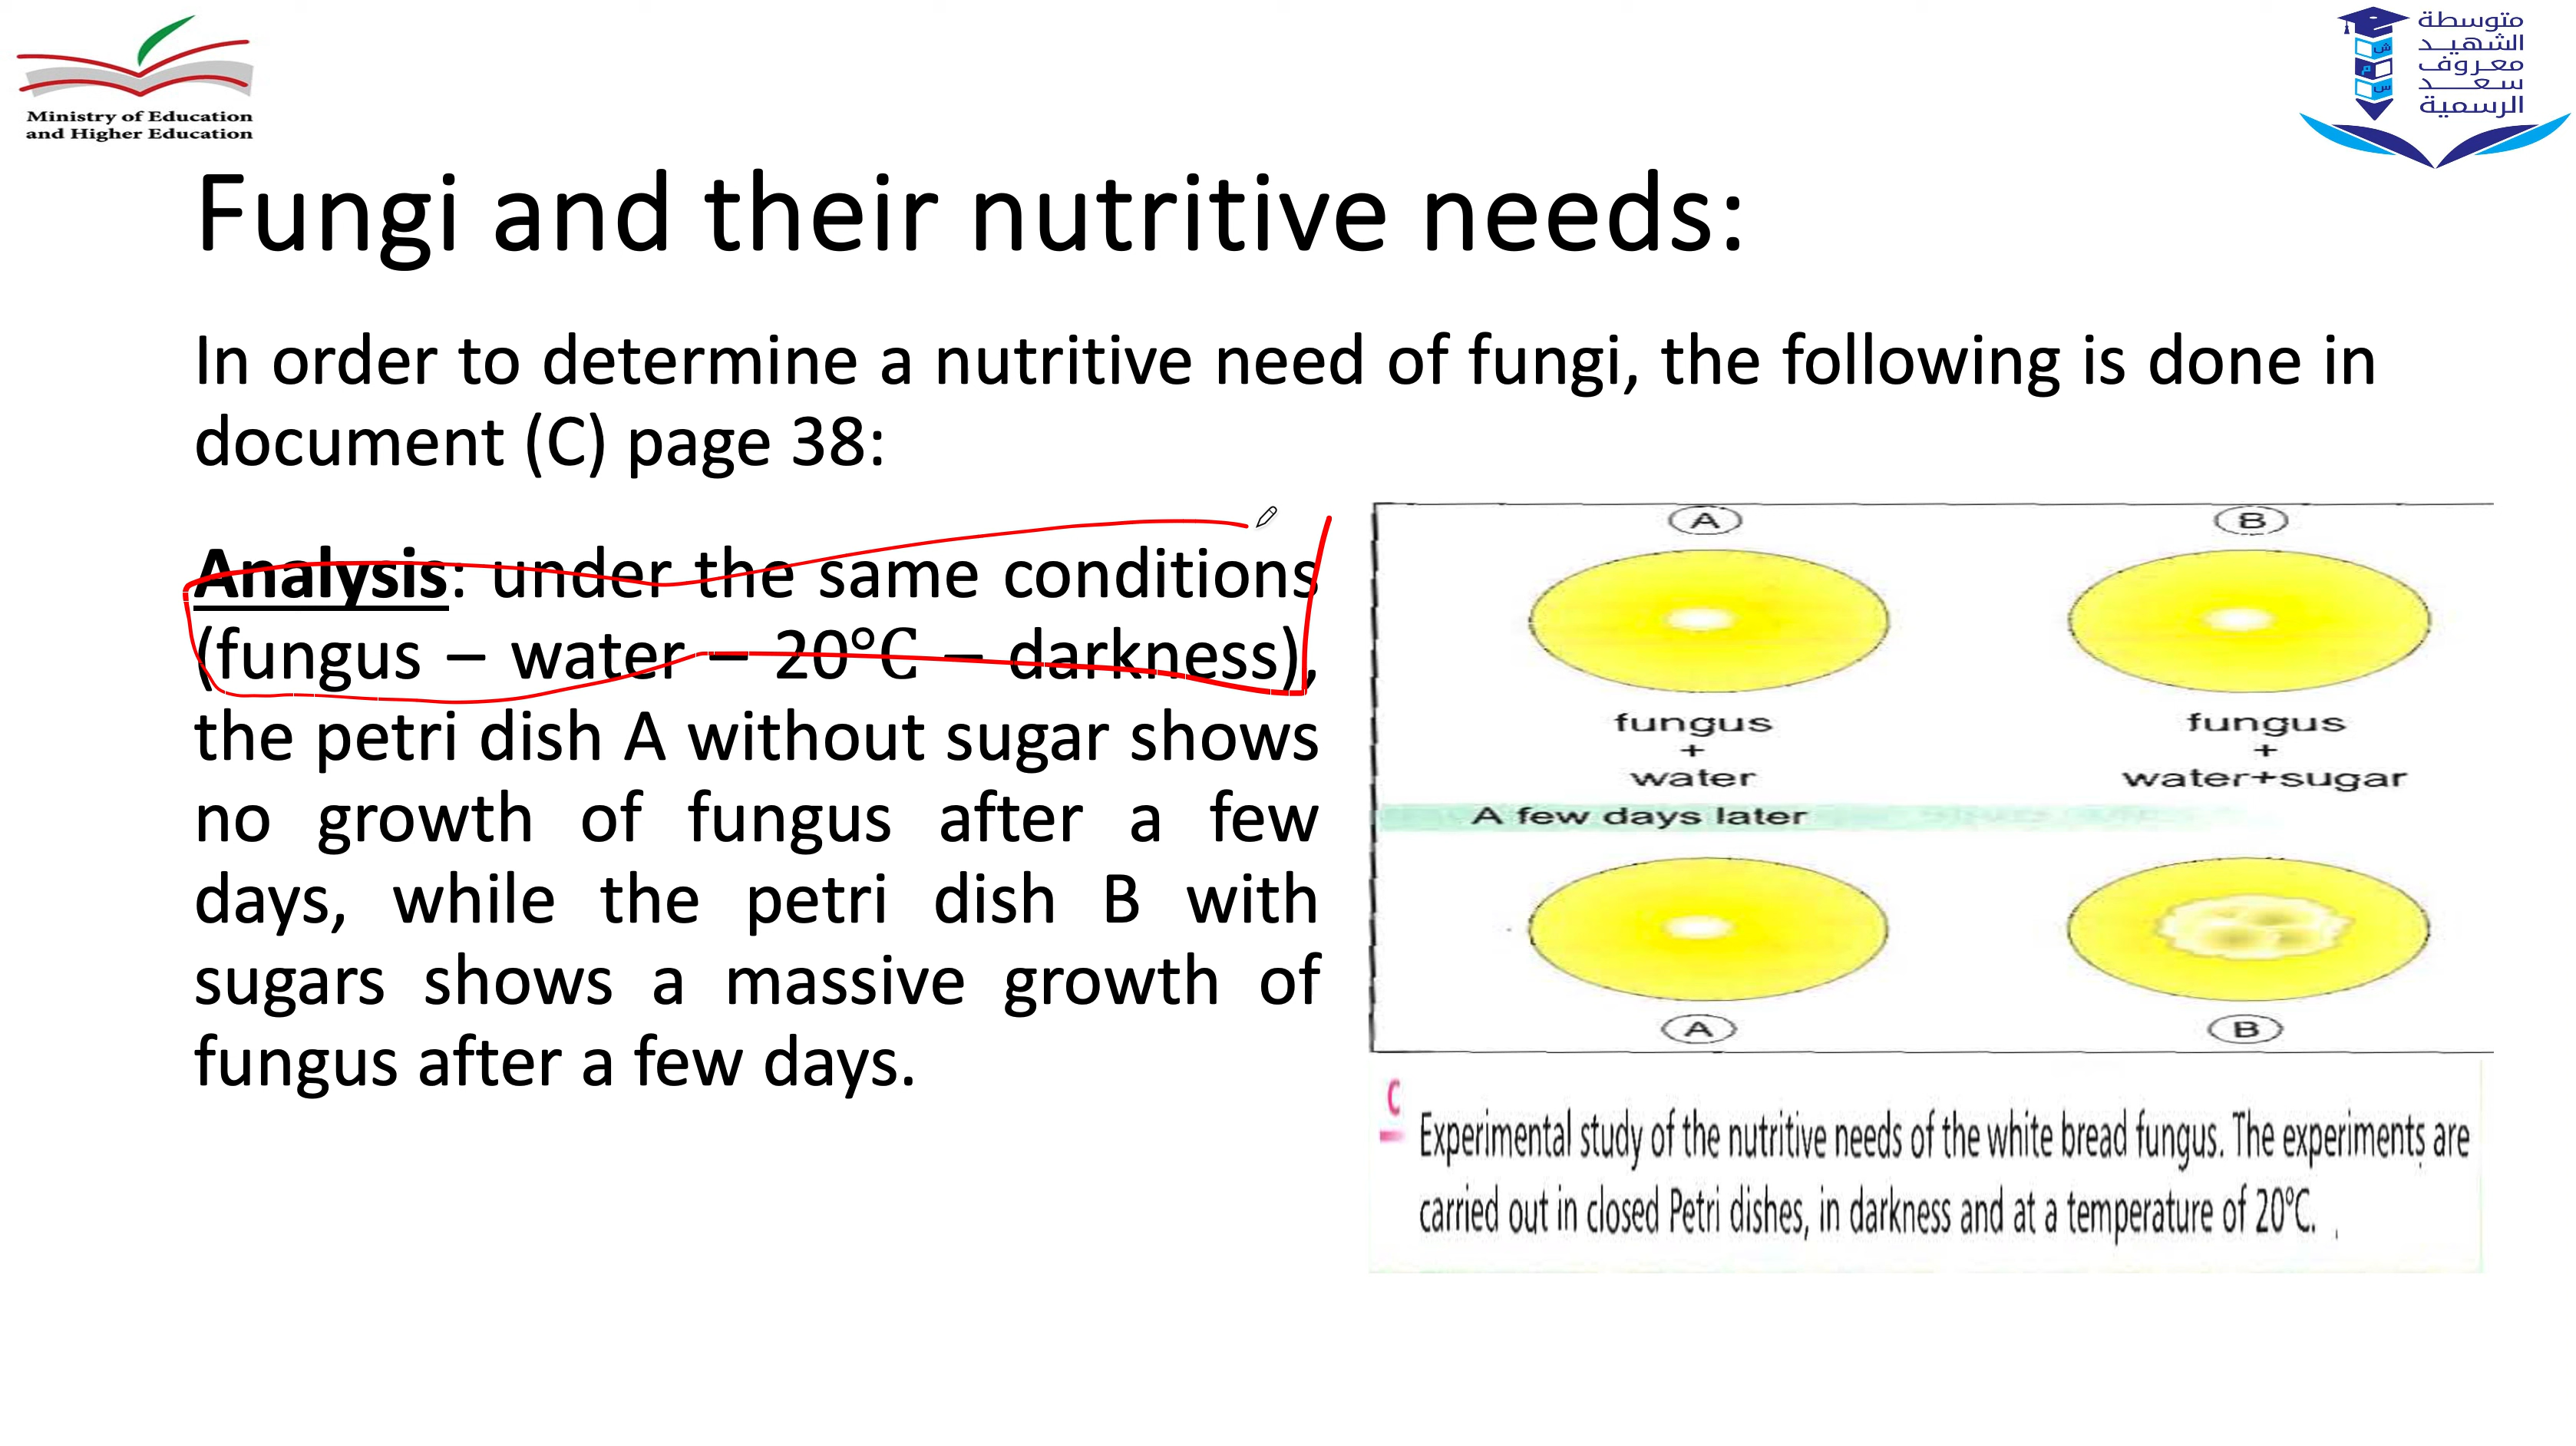 Ministry of Education
and Higher Education
متوسطة
الشهيد
معروف
سعد
الرسمية
ش
م
س
Fungi and their nutritive needs:
In order to determine a nutritive need of fungi, the following is done in
document (C) page 38:
Analysis: under the same conditions
(fungus – water – 20°C – darkness),
the petri dish A without sugar shows
no growth of fungus after a few
days, while the petri dish B with
sugars shows a massive growth of
fungus after a few days.
A B
fungus fungus
+ +
water water+sugar
A few days later
A B
C
Experimental study of the nutritive needs of the white bread fungus. The experiments are
carried out in closed Petri dishes, in darkness and at a temperature of 20°C.